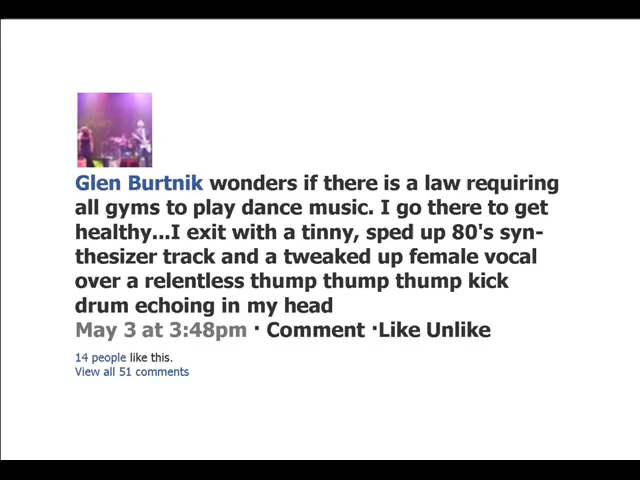 Glen Burtnik wonders if there is a law requiring
all gyms to play dance music. I go there to get
healthy...I exit with a tinny, sped up 80's syn-
thesizer track and a tweaked up female vocal
over a relentless thump thump thump kick
drum echoing in my head
May 3 at 3:48pm · Comment ·Like Unlike
14 people like this.
View all 51 comments